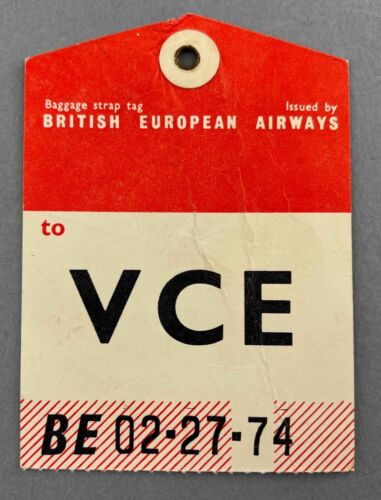 Baggage strap tag Issued by
BRITISH EUROPEAN AIRWAYS
to
VCE
BE 02-27-74